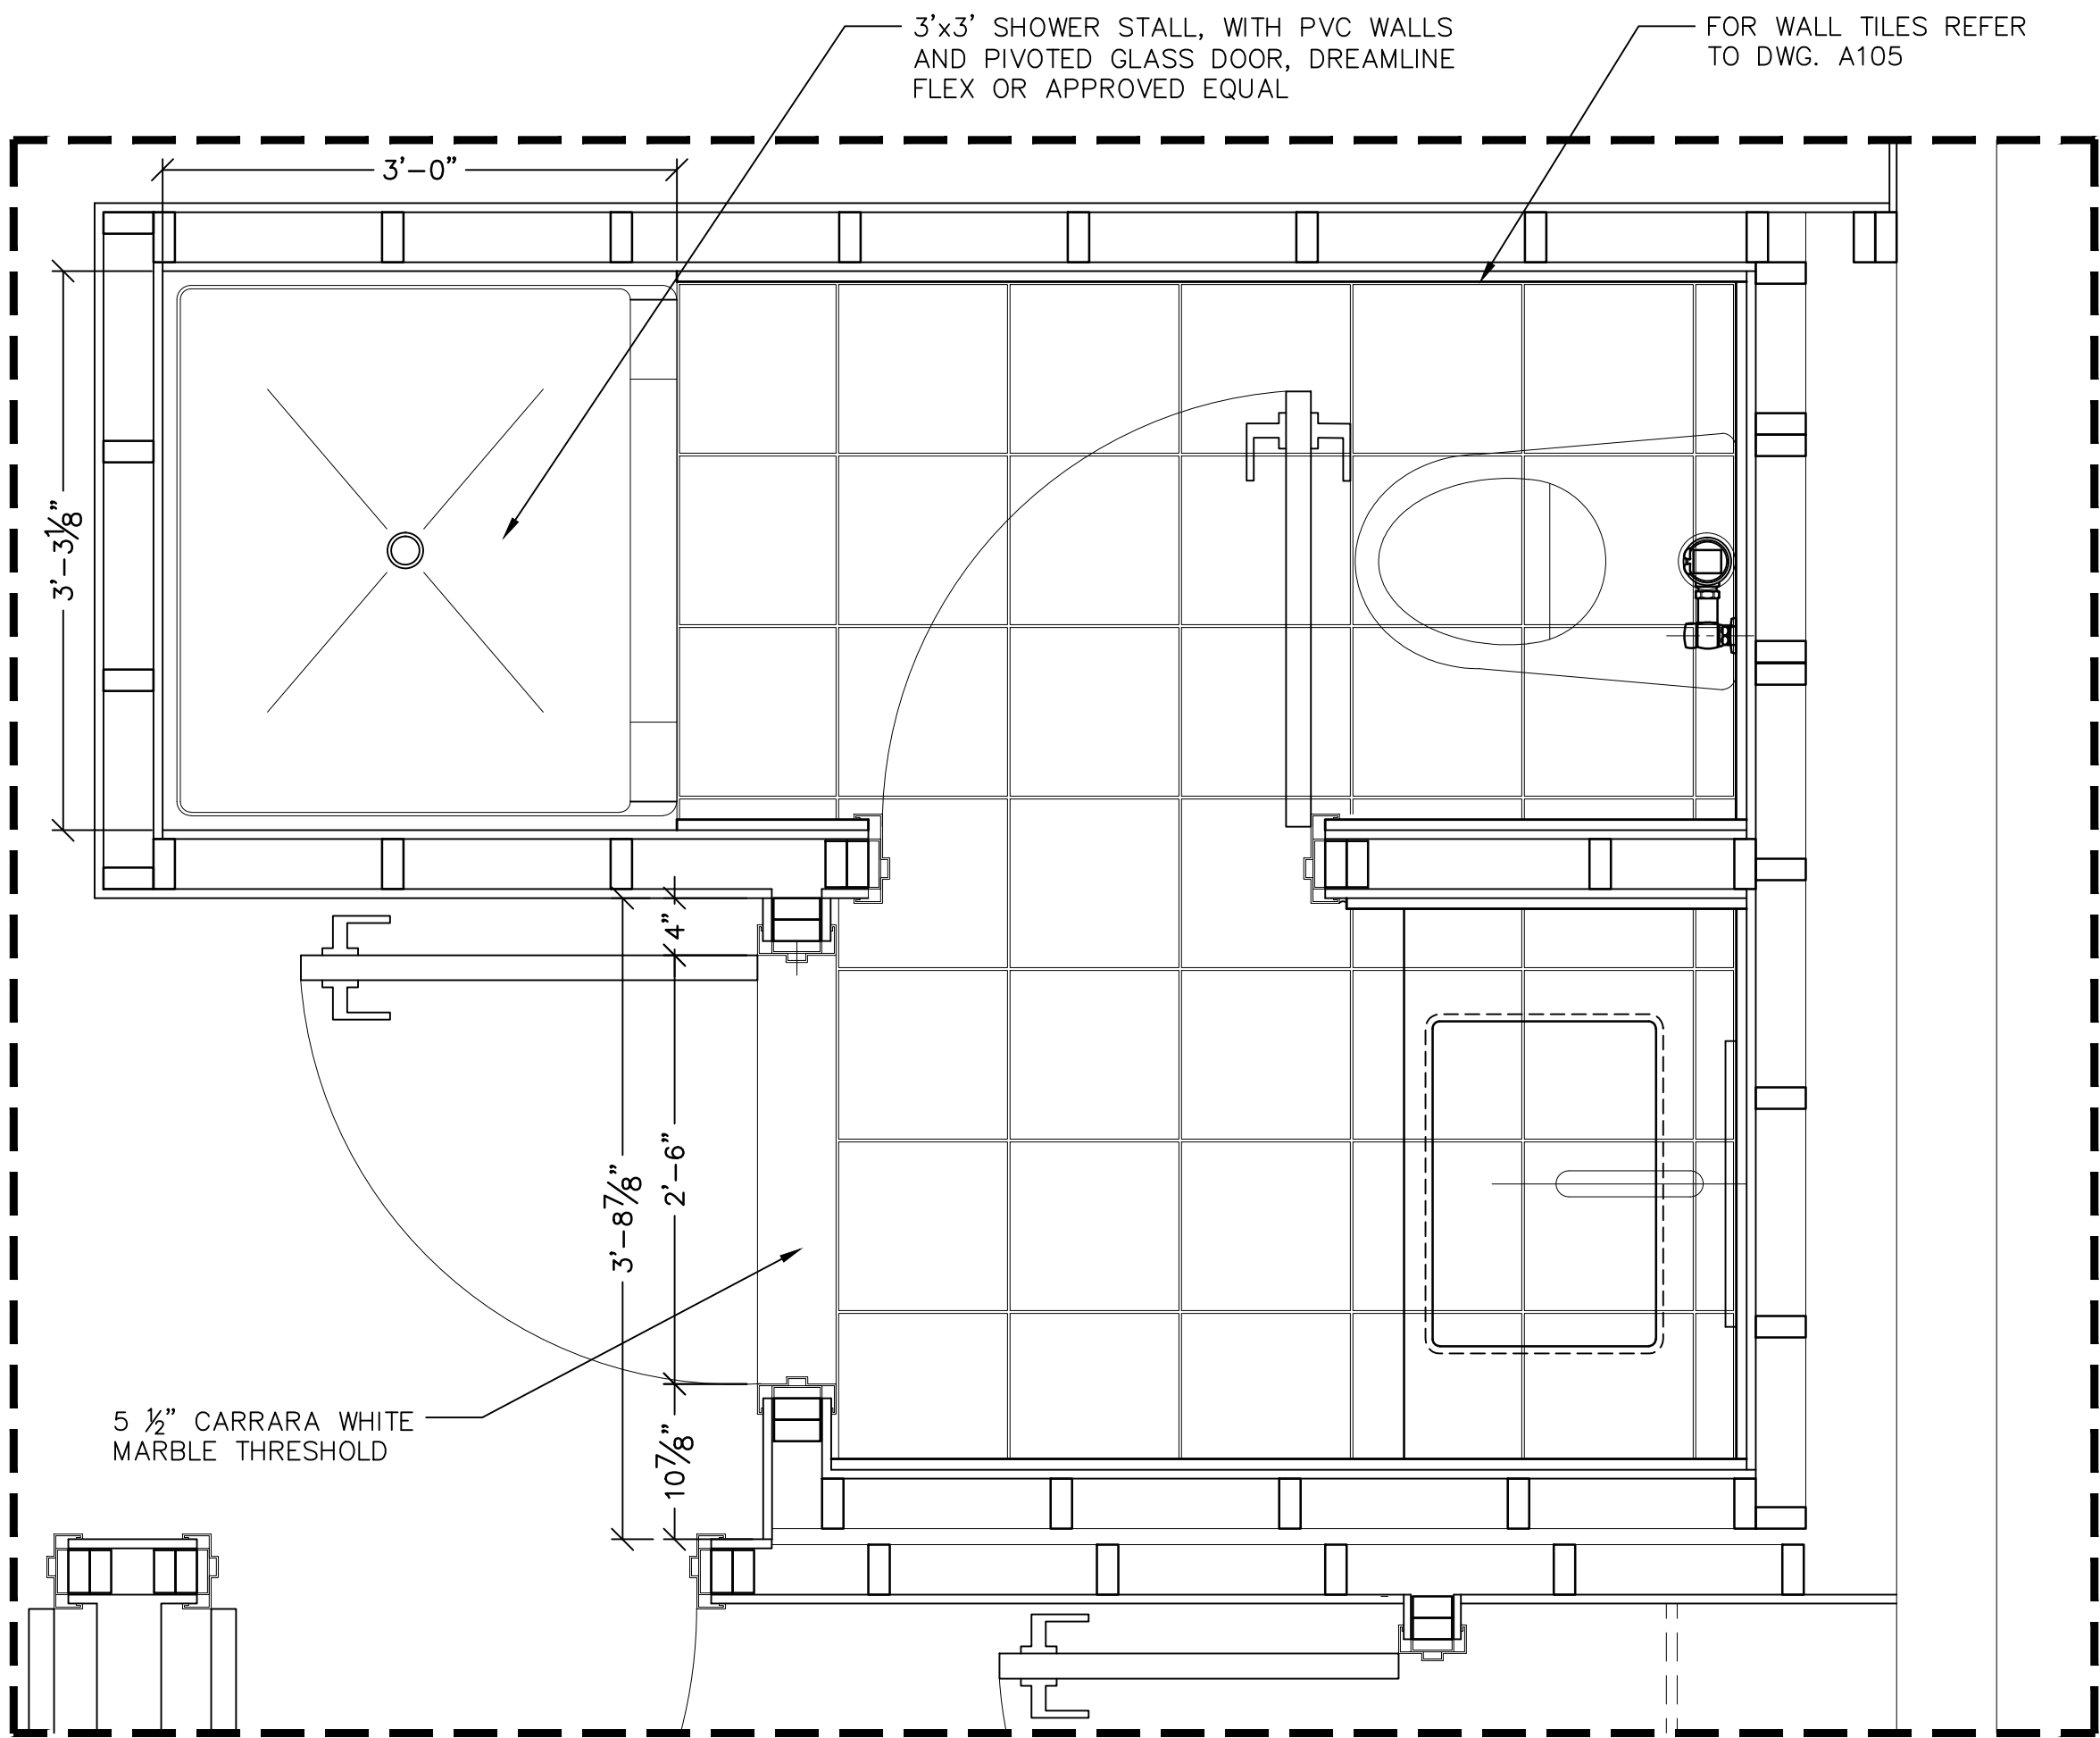 3’x3’ SHOWER STALL, WITH PVC WALLS
AND PIVOTED GLASS DOOR, DREAMLINE
FLEX OR APPROVED EQUAL
FOR WALL TILES REFER
TO DWG. A105
3’-0”
3’-3⅛”
4”
2’-6”
3’-8⅞”
10⅞”
5 ½” CARRARA WHITE
MARBLE THRESHOLD